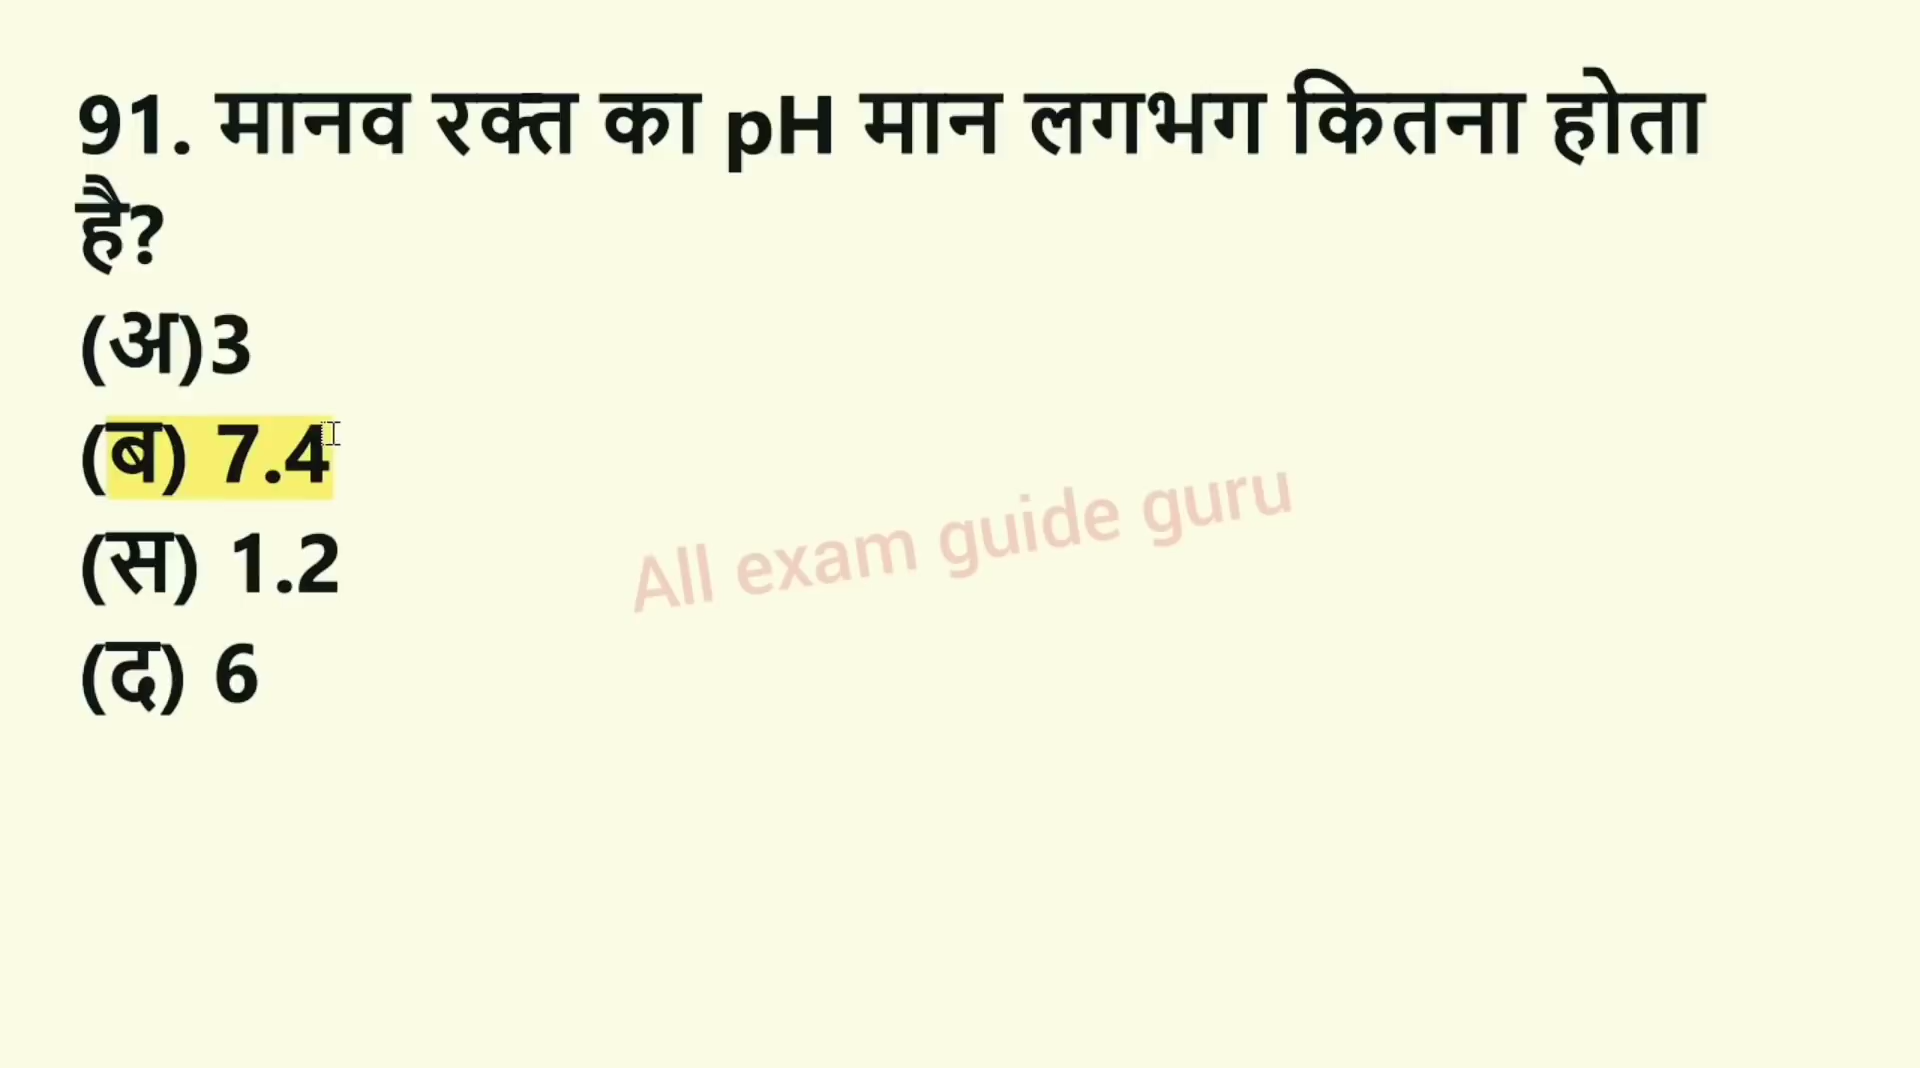 91. मानव रक्त का pH मान लगभग कितना होता
है?
(अ)3
(ब) 7.4
(स) 1.2
(द) 6
All exam guide guru